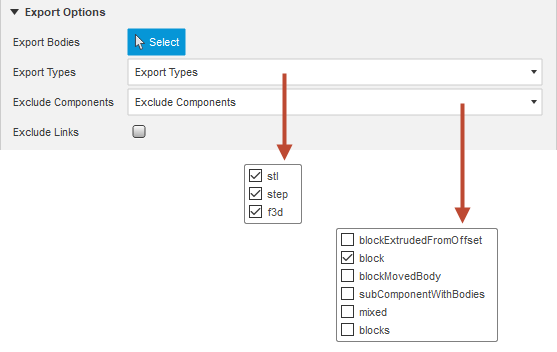 Export Options
Export Bodies Select
Export Types Export Types
Exclude Components Exclude Components
Exclude Links
stl
step
f3d
blockExtrudedFromOffset
block
blockMovedBody
subComponentWithBodies
mixed
blocks